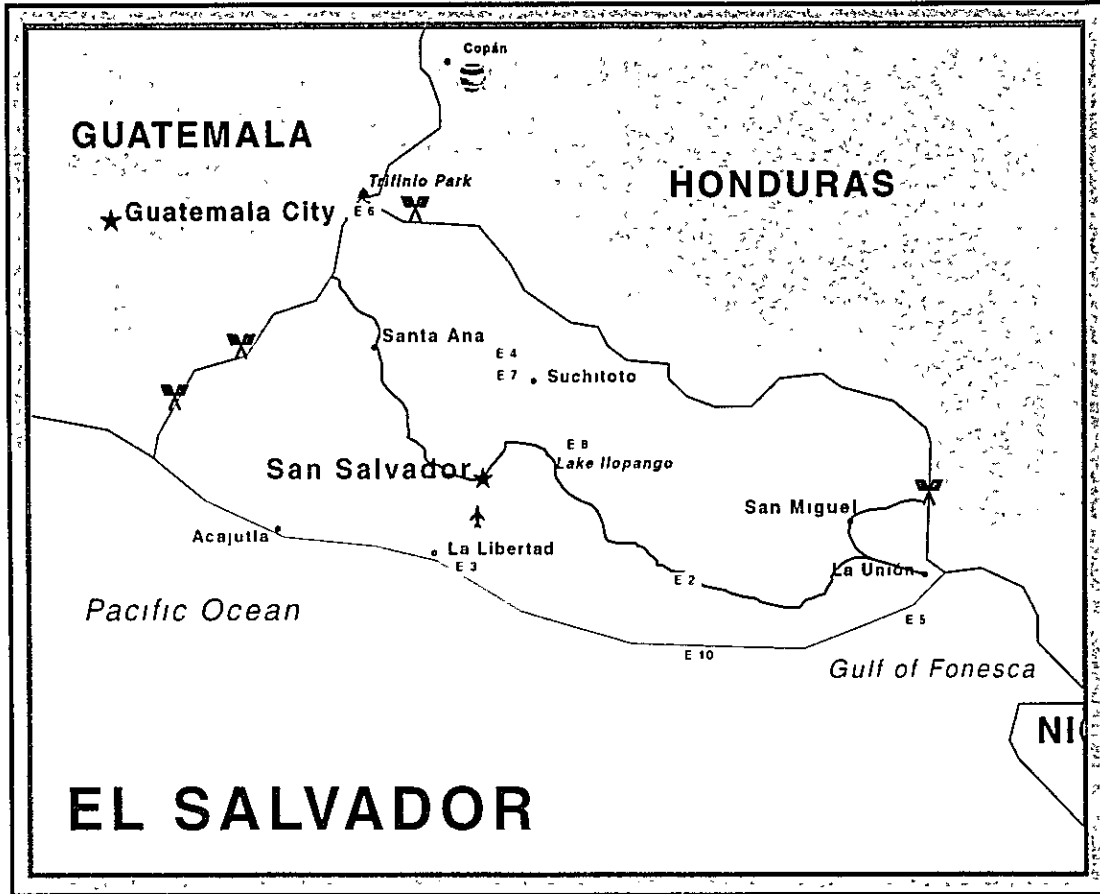 Copán
GUATEMALA
Trifinio Park
HONDURAS
Guatemala City
E 6
Santa Ana
E 4
E 7
Suchitoto
E 8
Lake Ilopango
San Salvador
San Miguel
Acajutla
La Libertad
E 3
La Unión
E 2
Pacific Ocean
E 5
E 10
Gulf of Fonesca
NI
EL SALVADOR